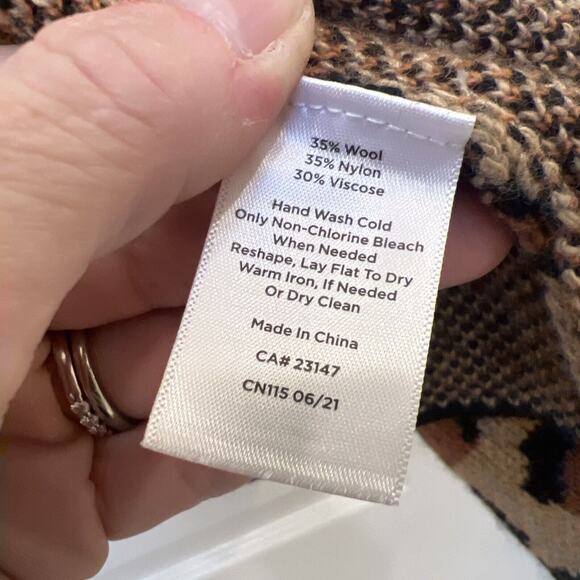 35% Wool
35% Nylon
30% Viscose
Hand Wash Cold
Only Non-Chlorine Bleach
When Needed
Reshape, Lay Flat To Dry
Warm Iron, If Needed
Or Dry Clean
Made In China
CA# 23147
CN115 06/21